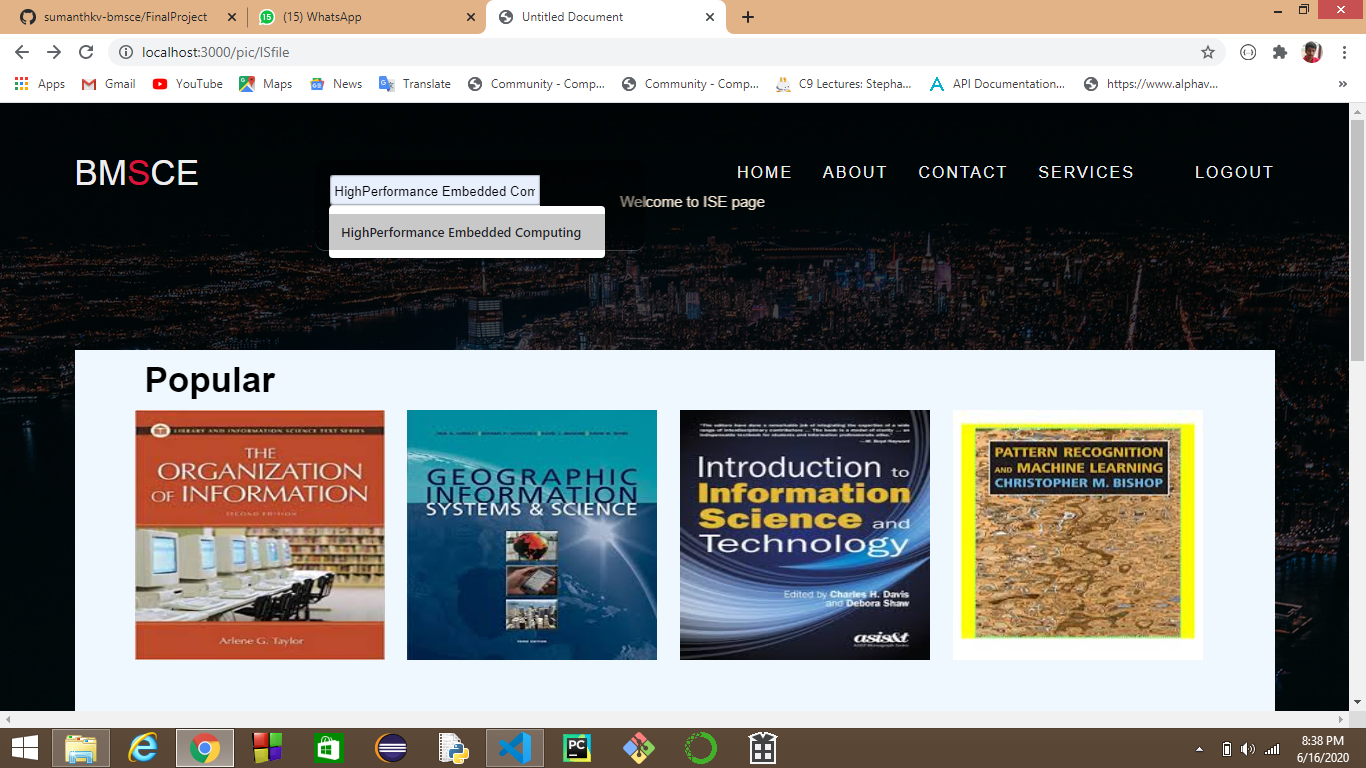 sumanthkv-bmsce/FinalProject
(15) WhatsApp
Untitled Document
localhost:3000/pic/ISfile
Apps
Gmail
YouTube
Maps
News
Translate
Community - Comp...
Community - Comp...
C9 Lectures: Stepha...
API Documentation...
https://www.alphav...
»
BMSCE
HOME
ABOUT
CONTACT
SERVICES
LOGOUT
HighPerformance Embedded Com
Welcome to ISE page
HighPerformance Embedded Computing
Popular
LIBRARY AND INFORMATION SCIENCE TEXT SERIES
THE
ORGANIZATION
OF INFORMATION
SECOND EDITION
Arlene G. Taylor
GEOGRAPHIC
INFORMATION
SYSTEMS & SCIENCE
THIRD EDITION
Introduction to
Information
Science and
Technology
Edited by Charles H. Davis
and Debora Shaw
asis&t
PATTERN RECOGNITION
AND MACHINE LEARNING
CHRISTOPHER M. BISHOP
PC
8:38 PM
6/16/2020